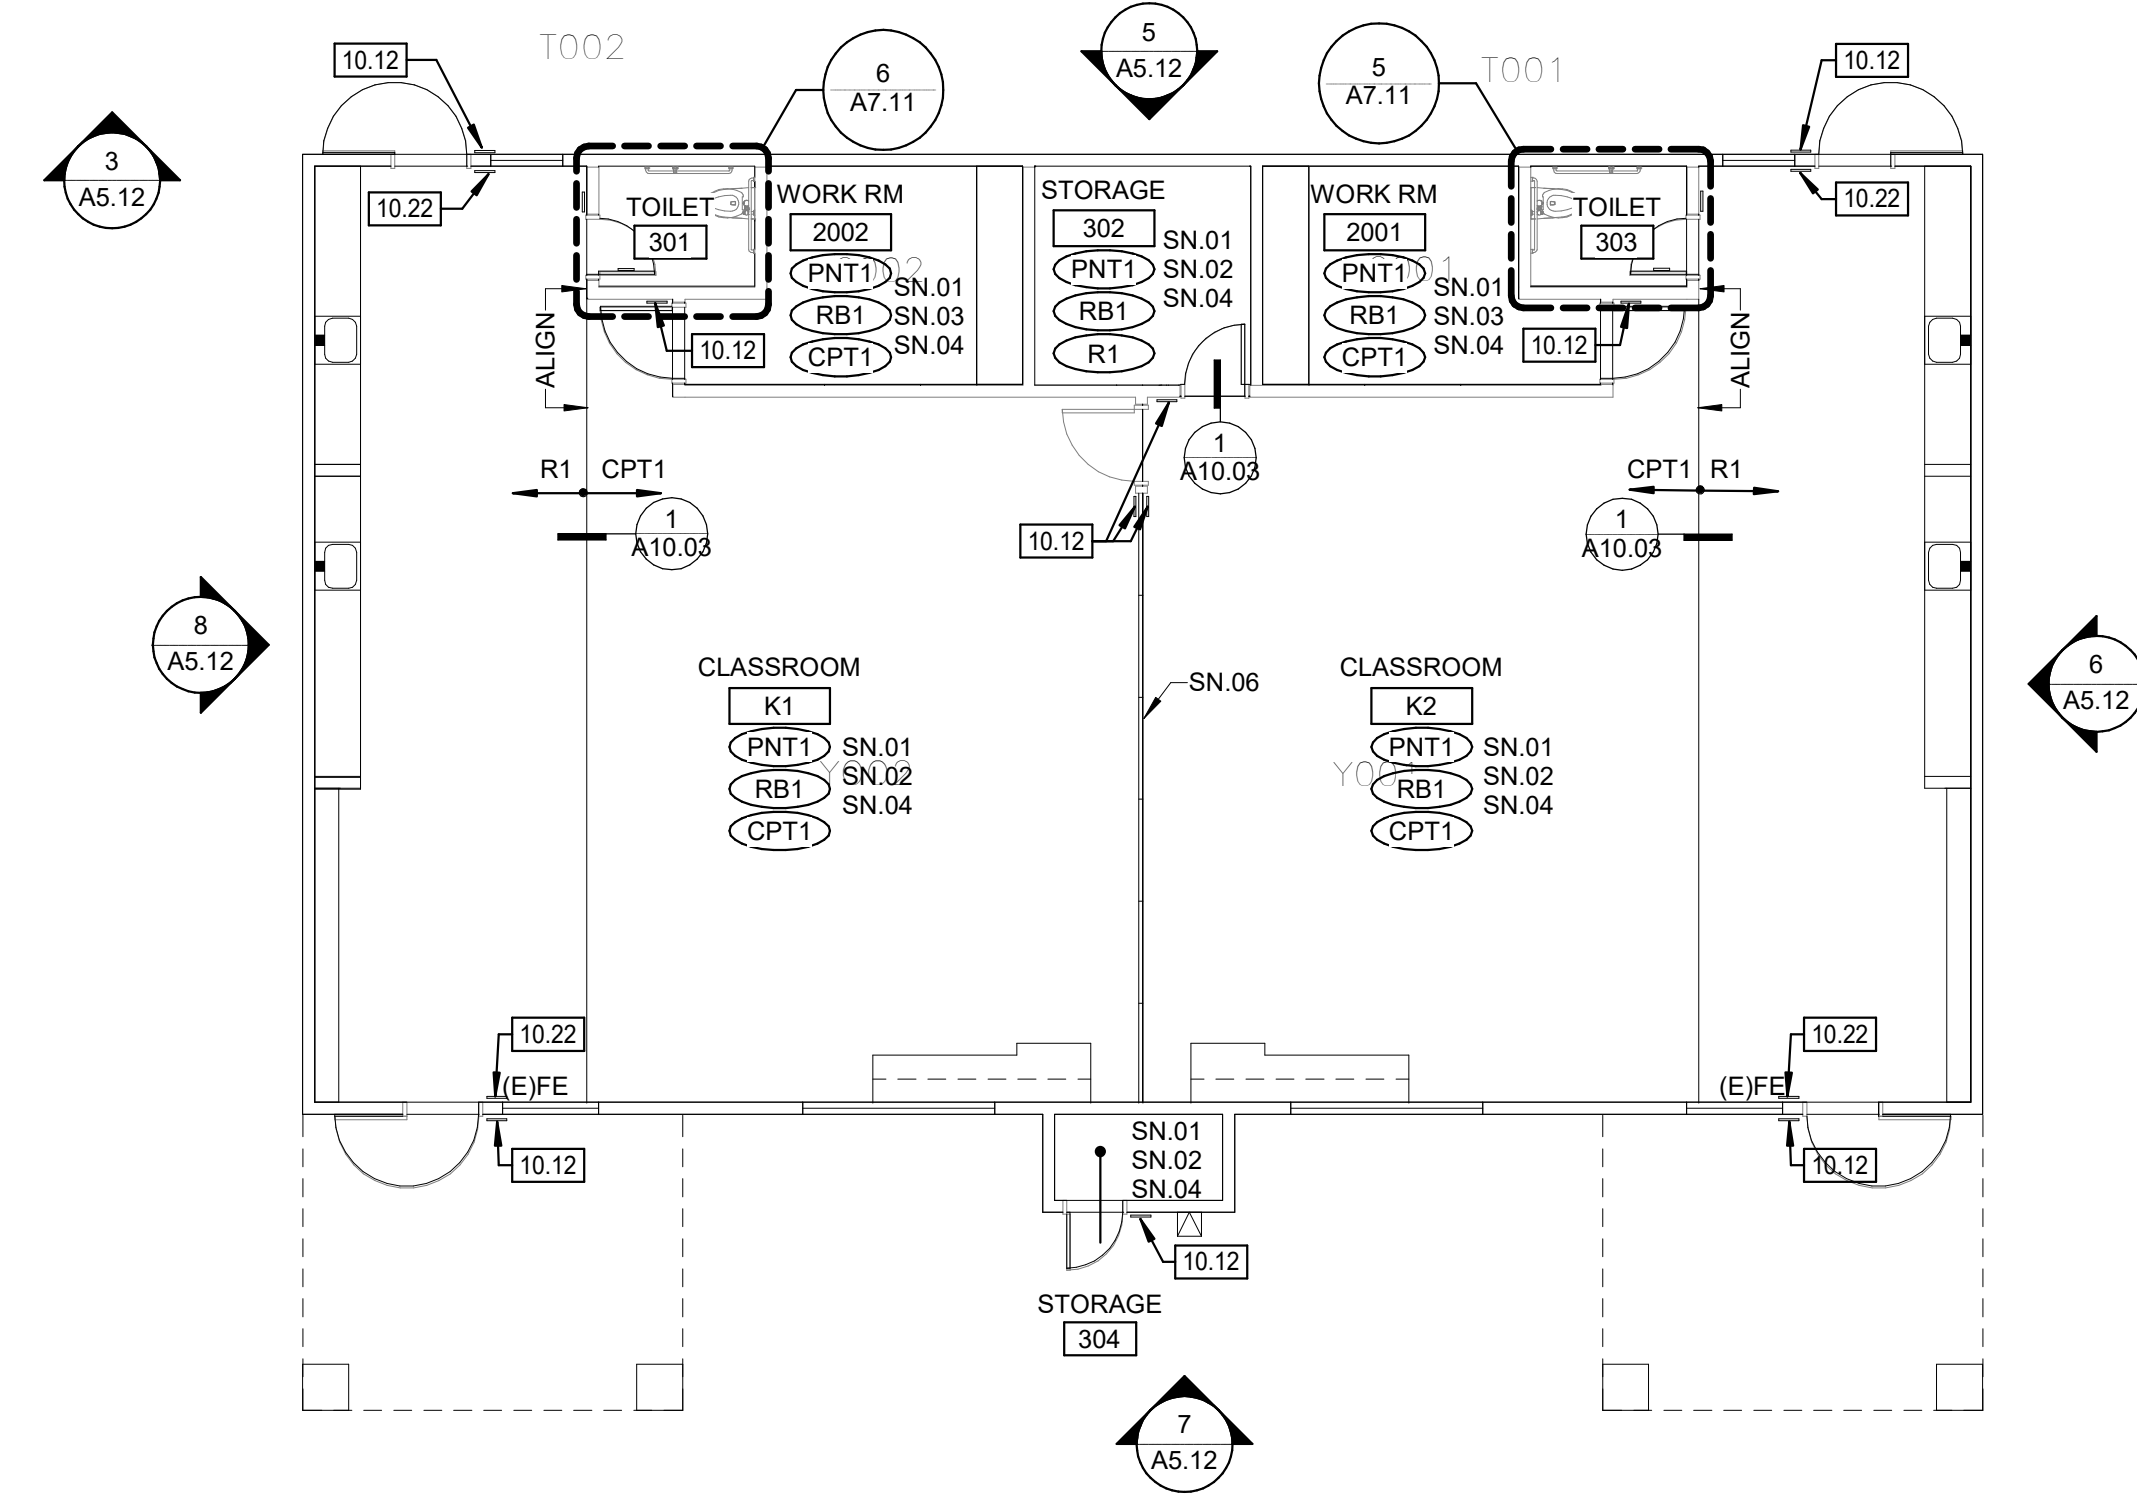 T002
10.12
6
A7.11
5
A5.12
5
A7.11
T001
10.12
3
A5.12
10.22
TOILET
301
WORK RM
2002
PNT1
RB1
CPT1
SN.01
SN.03
SN.04
STORAGE
302
PNT1
RB1
R1
SN.01
SN.02
SN.04
WORK RM
2001
PNT1
RB1
CPT1
SN.01
SN.03
SN.04
TOILET
303
10.22
ALIGN
10.12
10.12
ALIGN
R1
CPT1
1
A10.03
1
A10.03
10.12
CPT1
R1
1
A10.03
8
A5.12
CLASSROOM
K1
PNT1
RB1
CPT1
SN.01
SN.02
SN.04
SN.06
CLASSROOM
K2
PNT1
RB1
CPT1
SN.01
SN.02
SN.04
6
A5.12
10.22
(E)FE
10.12
10.22
(E)FE
10.12
SN.01
SN.02
SN.04
10.12
STORAGE
304
7
A5.12